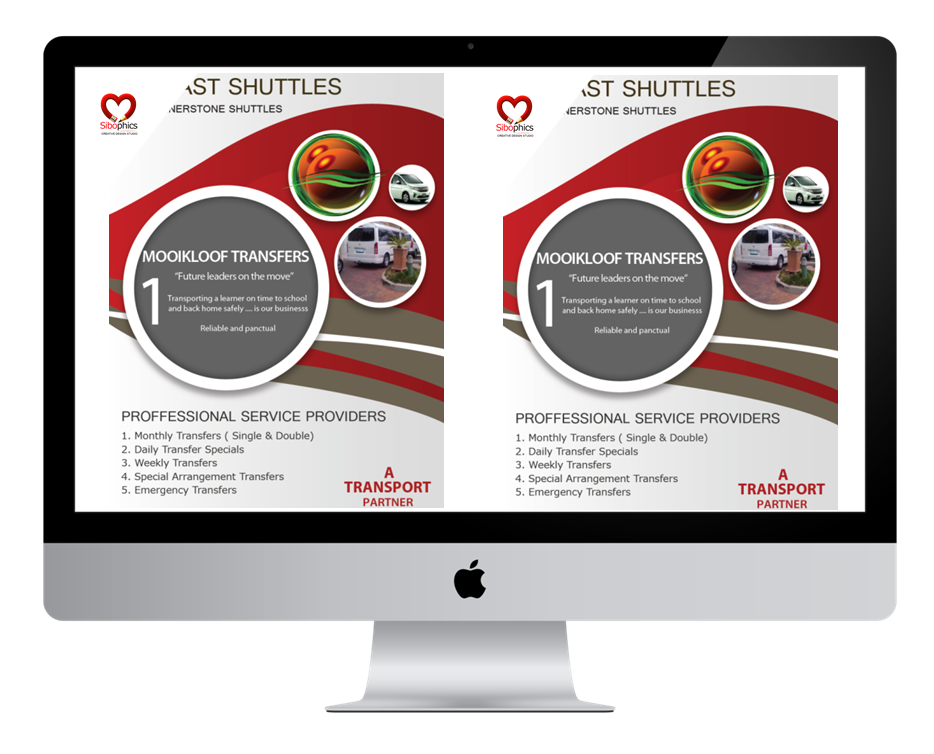 AST SHUTTLES
NERSTONE SHUTTLES
Sibophics
CREATIVE DESIGN STUDIO
MOOIKLOOF TRANSFERS
"Future leaders on the move"
1
Transporting a learner on time to school
and back home safely .... is our businesss
Reliable and panctual
PROFFESSIONAL SERVICE PROVIDERS
1. Monthly Transfers ( Single & Double)
2. Daily Transfer Specials
3. Weekly Transfers
4. Special Arrangement Transfers
5. Emergency Transfers
A
TRANSPORT
PARTNER
AST SHUTTLES
NERSTONE SHUTTLES
Sibophics
CREATIVE DESIGN STUDIO
MOOIKLOOF TRANSFERS
"Future leaders on the move"
1
Transporting a learner on time to school
and back home safely .... is our businesss
Reliable and panctual
PROFFESSIONAL SERVICE PROVIDERS
1. Monthly Transfers ( Single & Double)
2. Daily Transfer Specials
3. Weekly Transfers
4. Special Arrangement Transfers
5. Emergency Transfers
A
TRANSPORT
PARTNER